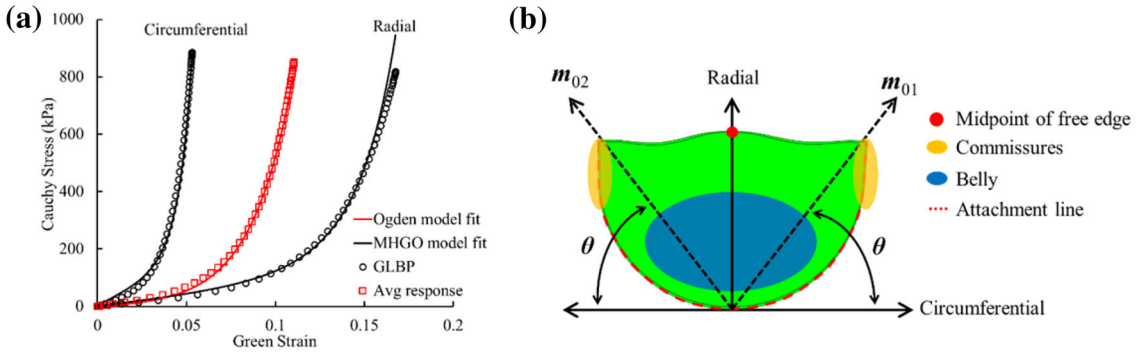 (a)
Cauchy Stress (kPa)
1000
800
600
400
200
0
0
0.05
0.1
0.15
0.2
Green Strain
Circumferential
Radial
Ogden model fit
MHGO model fit
GLBP
Avg response
(b)
m02
Radial
m01
θ
θ
Circumferential
Midpoint of free edge
Commissures
Belly
Attachment line